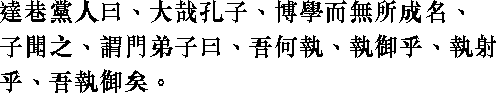 達巷黨人曰、大哉孔子、博學而無所成名、
子聞之、謂門弟子曰、吾何執、執御乎、執射
乎、吾執御矣。